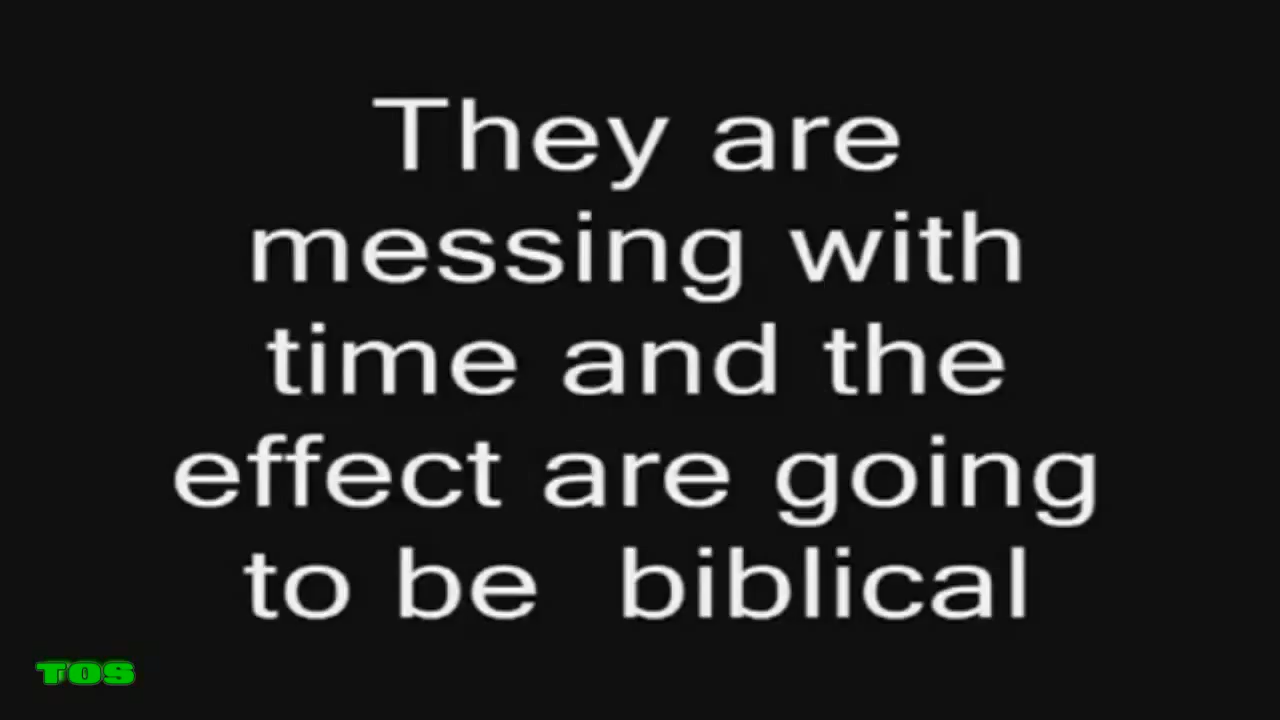 They are
messing with
time and the
effect are going
to be  biblical
TOS